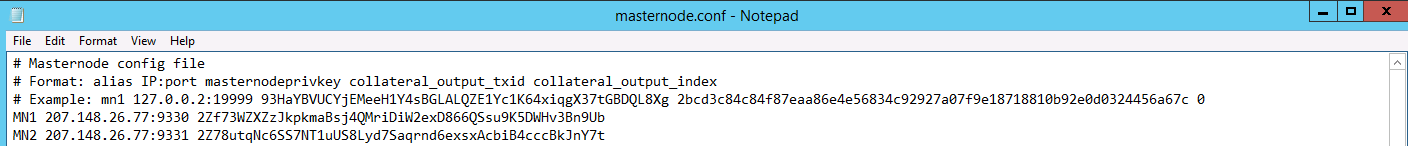 masternode.conf - Notepad
File Edit Format View Help
# Masternode config file
# Format: alias IP:port masternodeprivkey collateral_output_txid collateral_output_index
# Example: mn1 127.0.0.2:19999 93HaYBVUCYjEMeeH1Y4sBGLALQZE1Yc1K64xiqgX37tGBDQL8Xg 2bcd3c84c84f87eaa86e4e56834c92927a07f9e18718810b92e0d0324456a67c 0
MN1 207.148.26.77:9330 2Zf73WZXZzJkpkmaBsj4QMriDiW2exD866QSsu9K5DWHv3Bn9Ub
MN2 207.148.26.77:9331 2Z78utqNc6SS7NT1uUS8Lyd7Saqrnd6exsxAcbiB4cccBkJnY7t